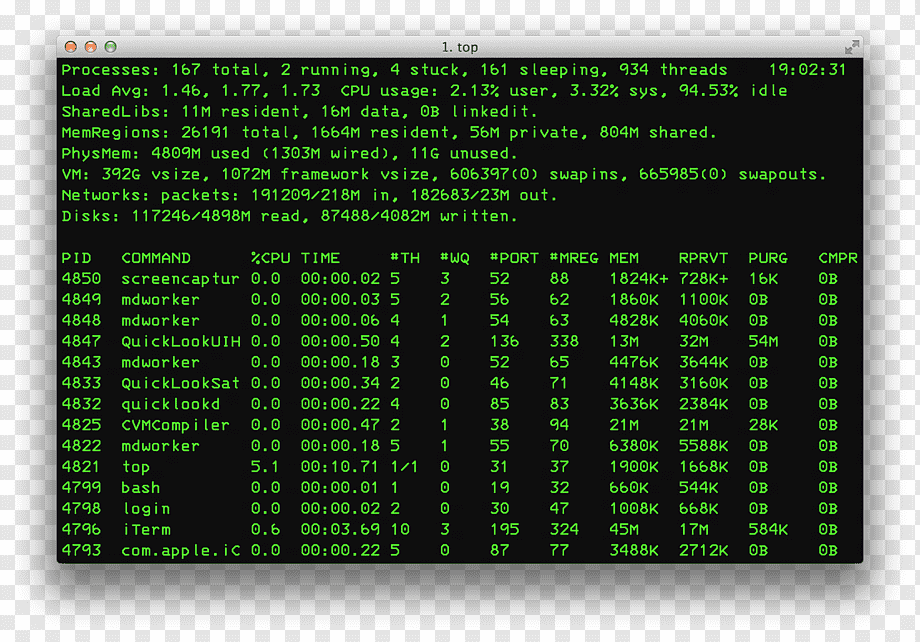 1. top
Processes: 167 total, 2 running, 4 stuck, 161 sleeping, 934 threads 19:02:31
Load Avg: 1.46, 1.77, 1.73 CPU usage: 2.13% user, 3.32% sys, 94.53% idle
SharedLibs: 11M resident, 16M data, 0B linkedit.
MemRegions: 26191 total, 1664M resident, 56M private, 804M shared.
PhysMem: 4809M used (1303M wired), 11G unused.
VM: 392G vsize, 1072M framework vsize, 606397(0) swapins, 665985(0) swapouts.
Networks: packets: 191209/218M in, 182683/23M out.
Disks: 117246/4898M read, 87488/4082M written.
PID COMMAND %CPU TIME #TH #WQ #PORT #MREG MEM RPRVT PURG CMPR
4850 screencaptur 0.0 00:00.02 5 3 52 88 1824K+ 728K+ 16K 0B
4849 mdworker 0.0 00:00.03 5 2 56 62 1860K 1100K 0B 0B
4848 mdworker 0.0 00:00.06 4 1 54 63 4828K 4060K 0B 0B
4847 QuickLookUIH 0.0 00:00.50 4 2 136 338 13M 32M 54M 0B
4843 mdworker 0.0 00:00.18 3 0 52 65 4476K 3644K 0B 0B
4833 QuickLookSat 0.0 00:00.34 2 0 46 71 4148K 3160K 0B 0B
4832 quicklookd 0.0 00:00.22 4 0 85 83 3636K 2384K 0B 0B
4825 CVMCompiler 0.0 00:00.47 2 1 38 94 21M 21M 28K 0B
4822 mdworker 0.0 00:00.18 5 1 55 70 6380K 5588K 0B 0B
4821 top 5.1 00:10.71 1/1 0 31 37 1900K 1668K 0B 0B
4799 bash 0.0 00:00.01 1 0 19 32 660K 544K 0B 0B
4798 login 0.0 00:00.02 2 0 30 47 1008K 668K 0B 0B
4796 iTerm 0.6 00:03.69 10 3 195 324 45M 17M 584K 0B
4793 com.apple.iC 0.0 00:00.22 5 0 87 77 3488K 2712K 0B 0B